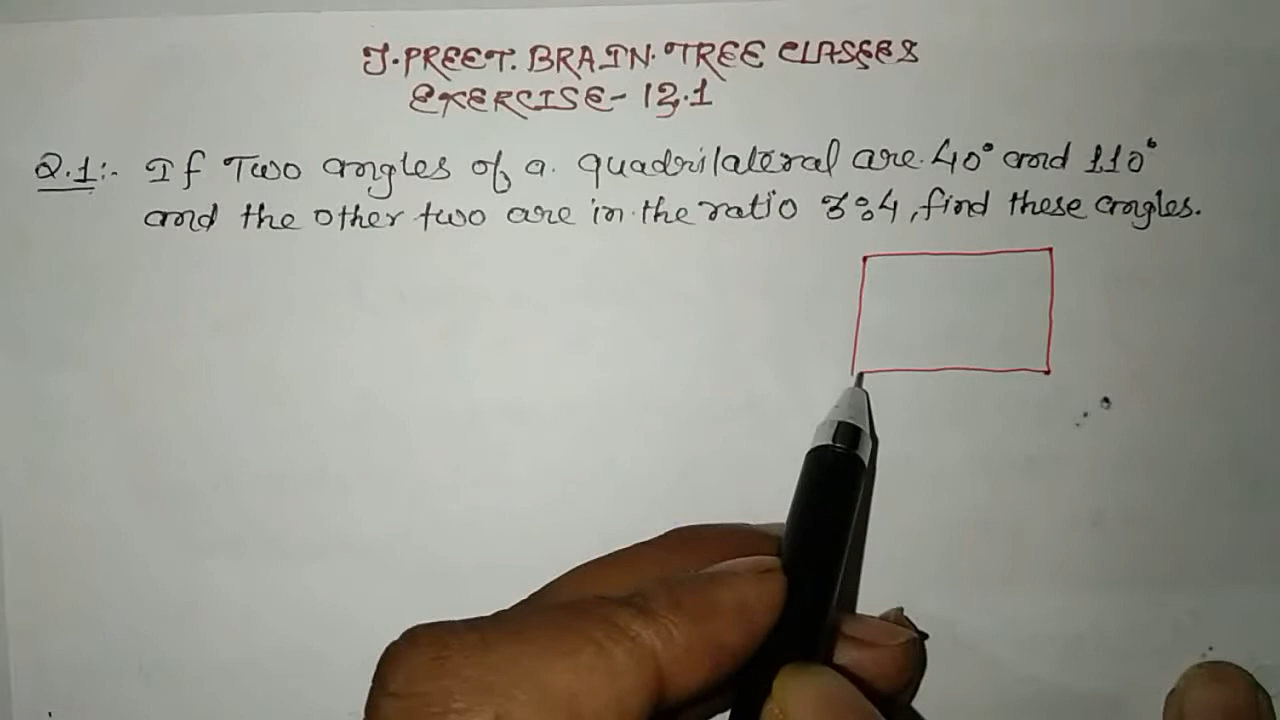 J.PREET. BRAIN. TREE CLASSES
EXERCISE- 13.1
Q.1:- If Two angles of a. quadrilateral are. 40° and 110°
and the other two are in. the ratio 3:4, find these angles.